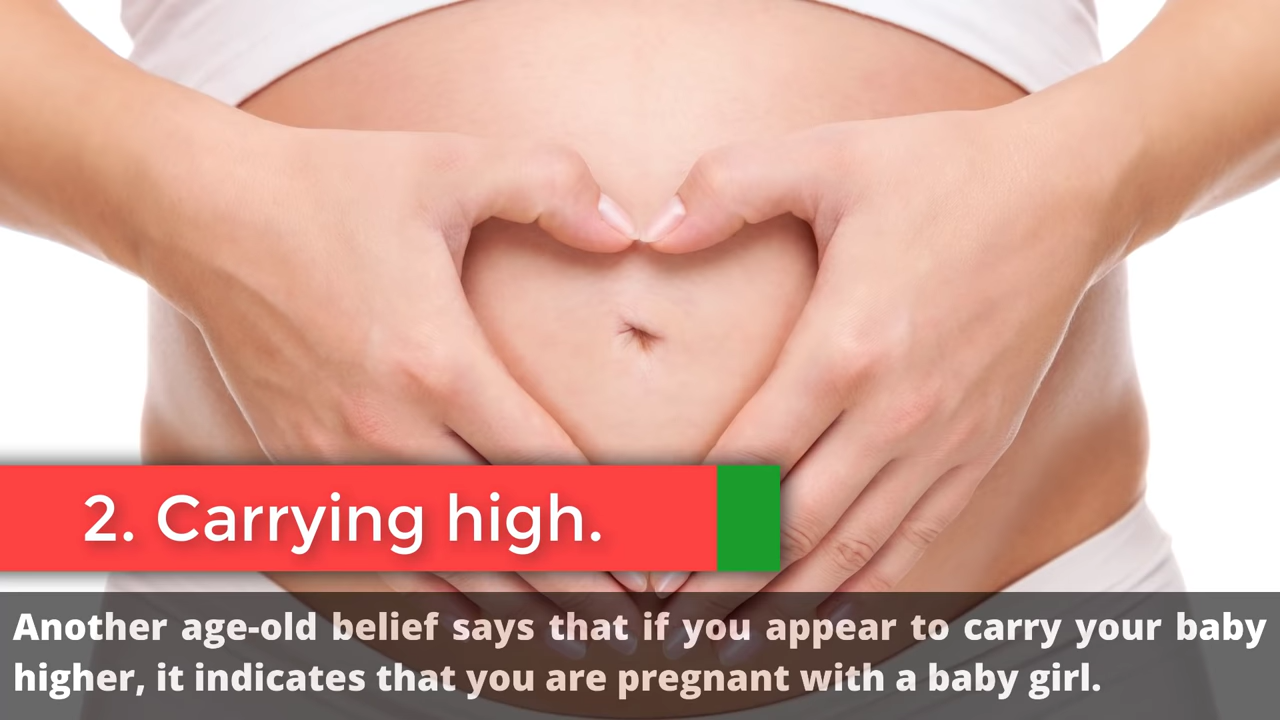 2. Carrying high.
Another age-old belief says that if you appear to carry your baby
higher, it indicates that you are pregnant with a baby girl.